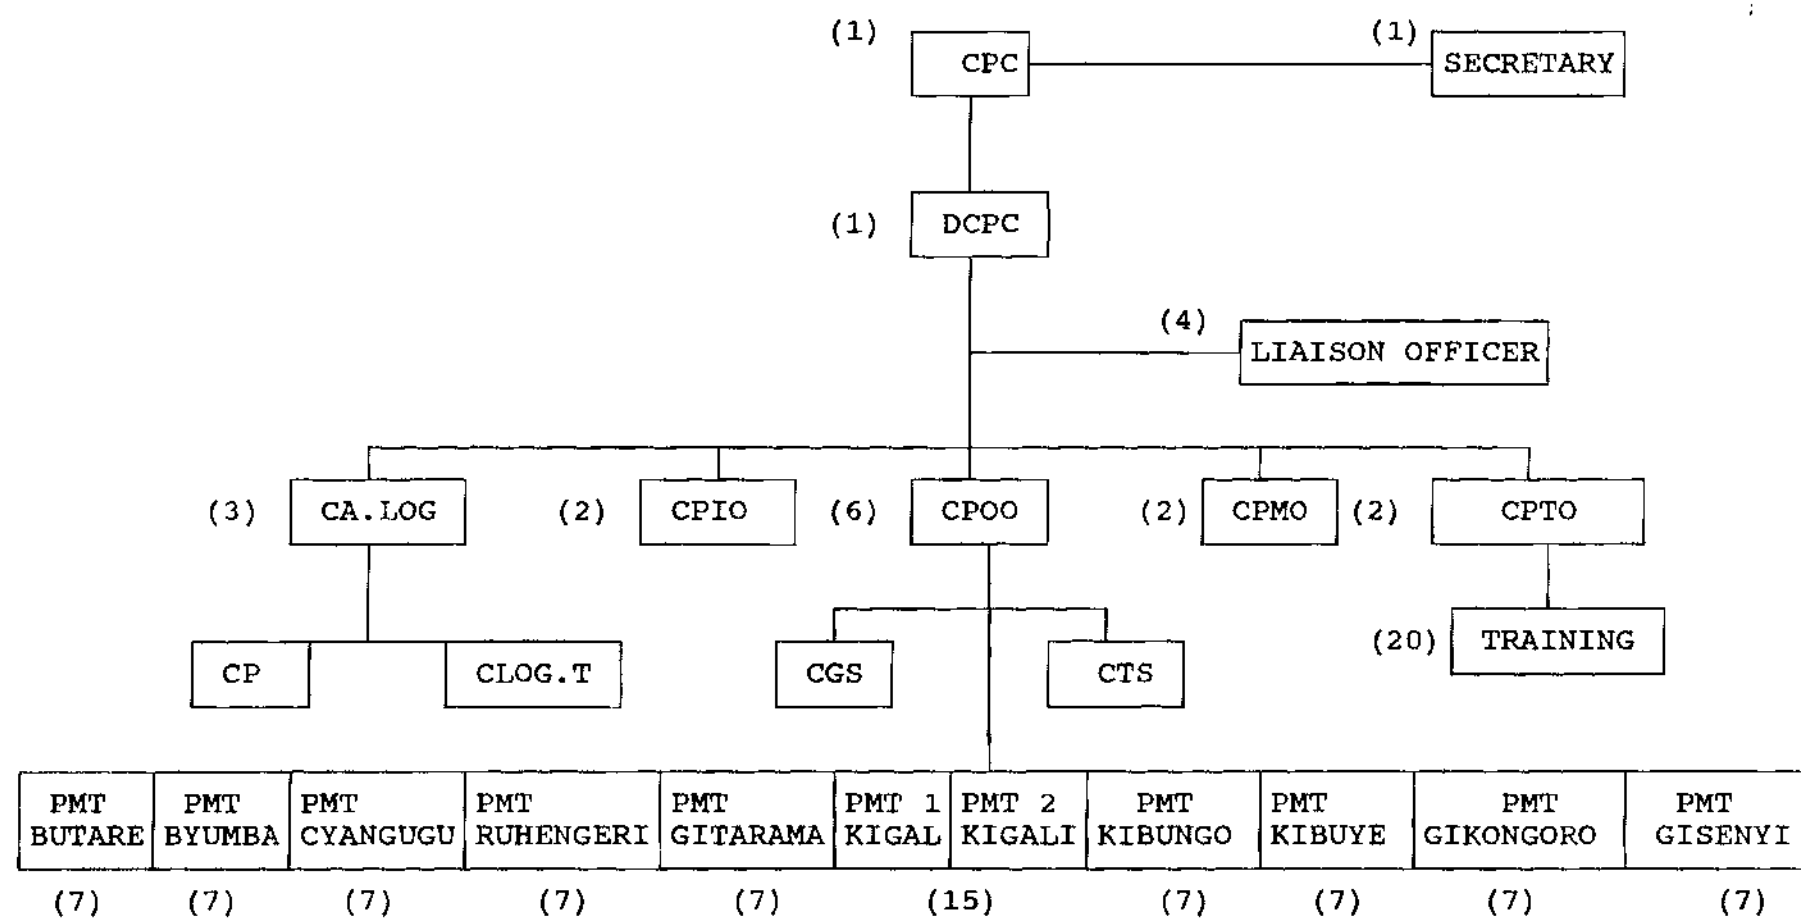 (1) (1)
CPC SECRETARY
(1) DCPC
(4)
LIAISON OFFICER
(3) CA.LOG (2) CPIO (6) CPOO (2) CPMO (2) CPTO
(20) TRAINING
CP CLOG.T CGS CTS
PMT PMT PMT PMT PMT PMT 1 PMT 2 PMT PMT PMT PMT
BUTARE BYUMBA CYANGUGU RUHENGERI GITARAMA KIGAL KIGALI KIBUNGO KIBUYE GIKONGORO GISENYI
(7) (7) (7) (7) (7) (15) (7) (7) (7) (7)